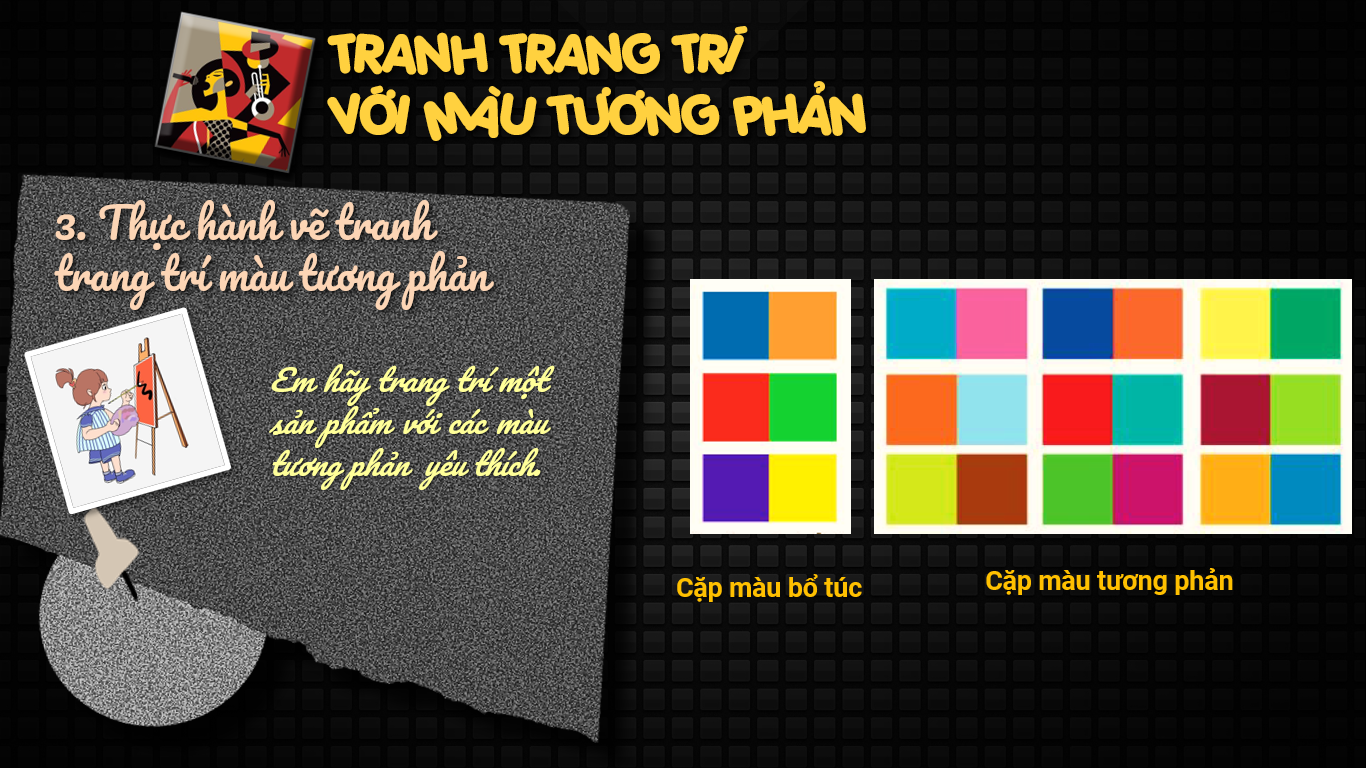 TRANH TRANG TRÍ
VỚI MÀU TƯƠNG PHẢN
3. Thực hành vẽ tranh
trang trí màu tương phản
Em hãy trang trí một
sản phẩm với các màu
tương phản yêu thích.
Cặp màu bổ túc
Cặp màu tương phản